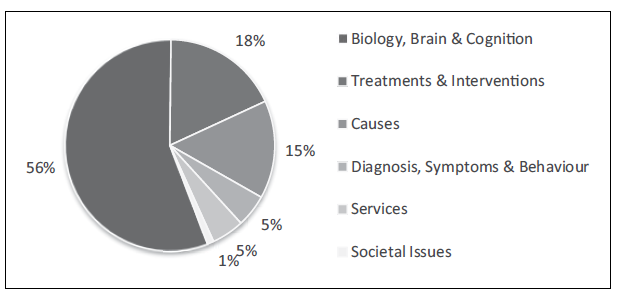 18%
15%
5%
5%
1%
56%
Biology, Brain & Cognition
Treatments & Interventions
Causes
Diagnosis, Symptoms & Behaviour
Services
Societal Issues